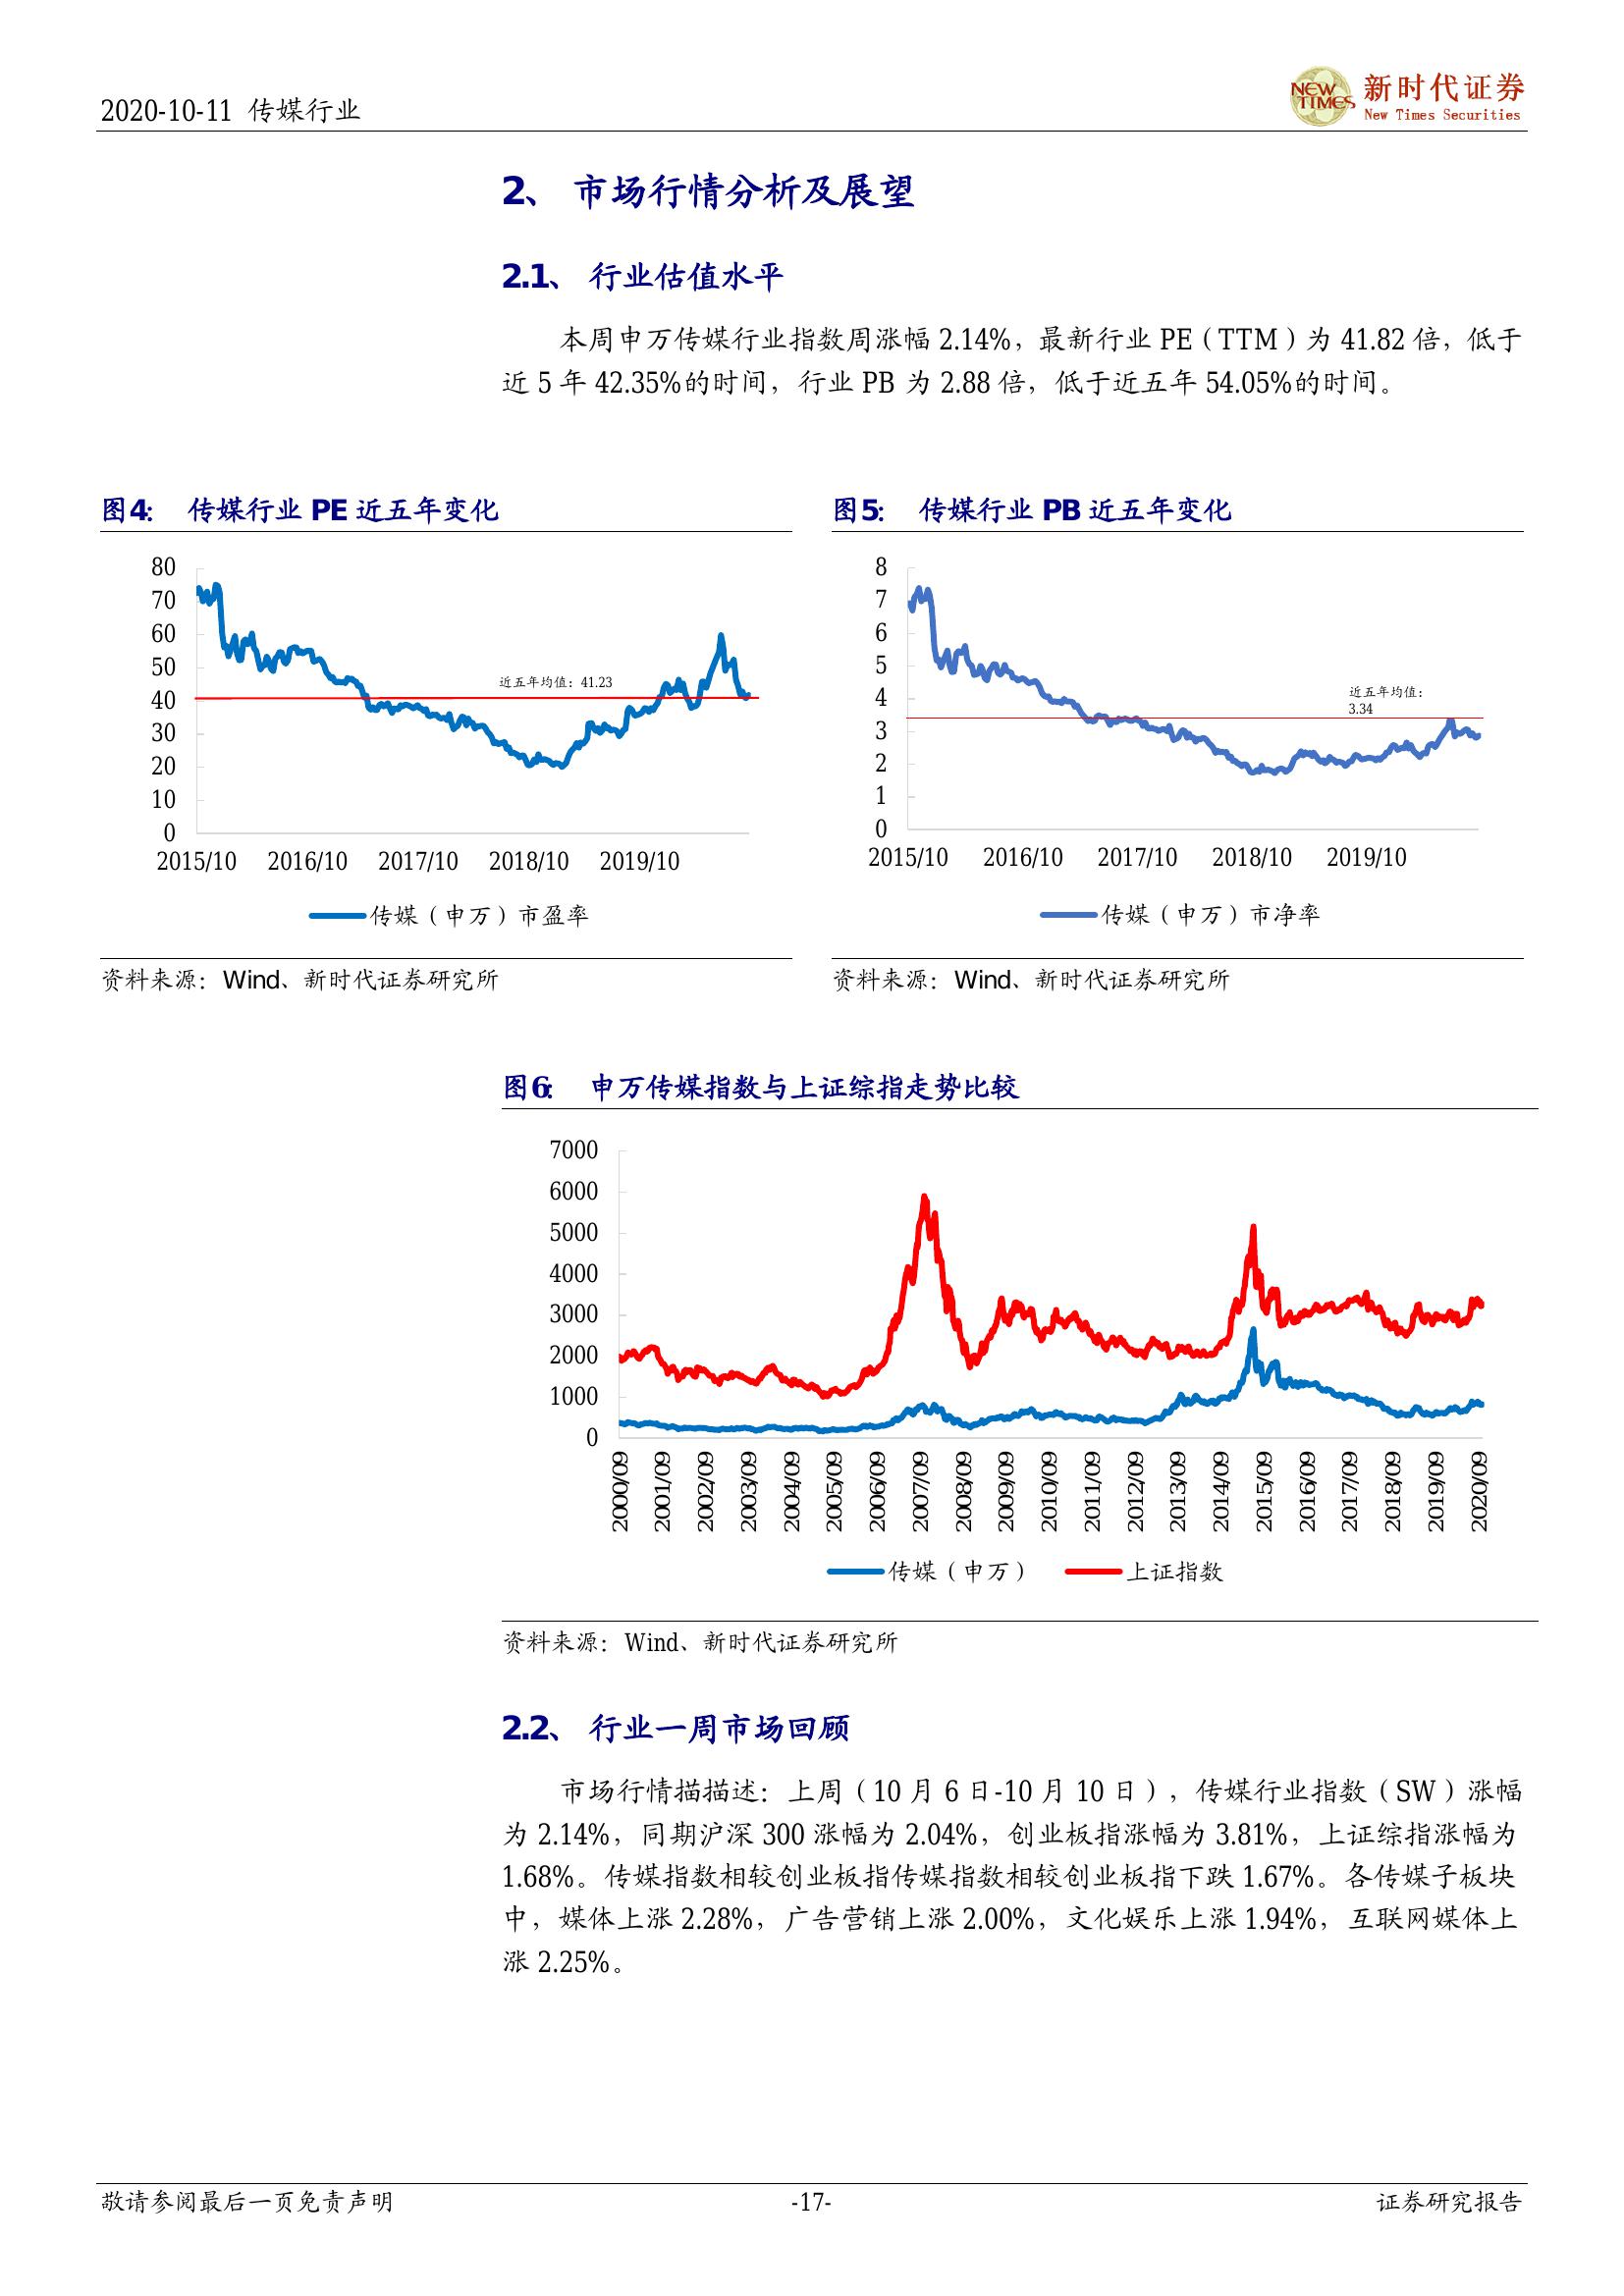 2020-10-11 传媒行业
NEW TIMES 新时代证券
New Times Securities
2、 市场行情分析及展望
2.1、 行业估值水平
本周申万传媒行业指数周涨幅 2.14%，最新行业 PE（TTM）为 41.82 倍，低于
近 5 年 42.35%的时间，行业 PB 为 2.88 倍，低于近五年 54.05%的时间。
图4： 传媒行业 PE 近五年变化
80
70
60
50
40
30
20
10
0
近五年均值：41.23
2015/10 2016/10 2017/10 2018/10 2019/10
传媒（申万）市盈率
资料来源：Wind、新时代证券研究所
图5： 传媒行业 PB 近五年变化
8
7
6
5
4
3
2
1
0
近五年均值：
3.34
2015/10 2016/10 2017/10 2018/10 2019/10
传媒（申万）市净率
资料来源：Wind、新时代证券研究所
图6： 申万传媒指数与上证综指走势比较
7000
6000
5000
4000
3000
2000
1000
0
2000/09 2001/09 2002/09 2003/09 2004/09 2005/09 2006/09 2007/09 2008/09 2009/09 2010/09 2011/09 2012/09 2013/09 2014/09 2015/09 2016/09 2017/09 2018/09 2019/09 2020/09
传媒（申万） 上证指数
资料来源：Wind、新时代证券研究所
2.2、 行业一周市场回顾
市场行情描描述：上周（10 月 6 日-10 月 10 日），传媒行业指数（SW）涨幅
为 2.14%，同期沪深 300 涨幅为 2.04%，创业板指涨幅为 3.81%，上证综指涨幅为
1.68%。传媒指数相较创业板指传媒指数相较创业板指下跌 1.67%。各传媒子板块
中，媒体上涨 2.28%，广告营销上涨 2.00%，文化娱乐上涨 1.94%，互联网媒体上
涨 2.25%。
敬请参阅最后一页免责声明 -17- 证券研究报告